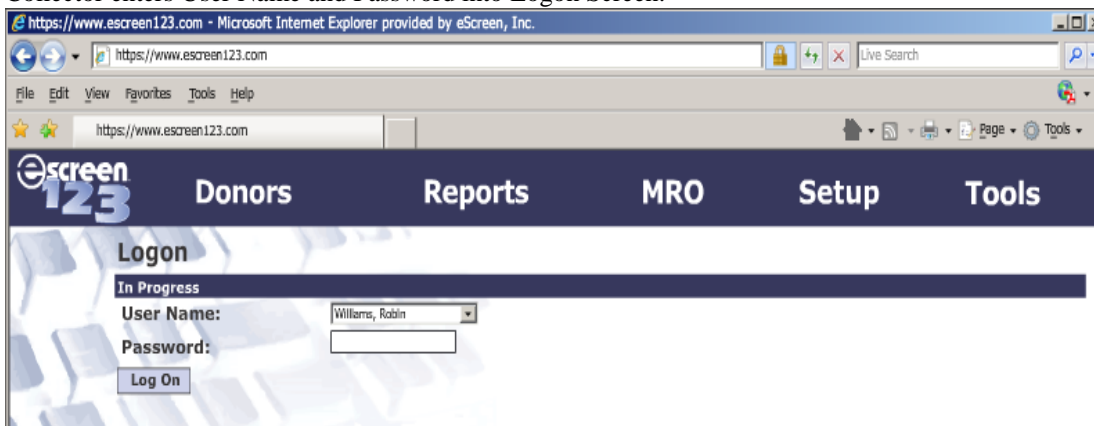 Collector enters User Name and Password into Logon Screen.
https://www.escreen123.com - Microsoft Internet Explorer provided by eScreen, Inc.
https://www.escreen123.com
Live Search
File Edit View Favorites Tools Help
https://www.escreen123.com
Page
Tools
escreen
123
Donors
Reports
MRO
Setup
Tools
Logon
In Progress
User Name:
Williams, Robin
Password:
Log On